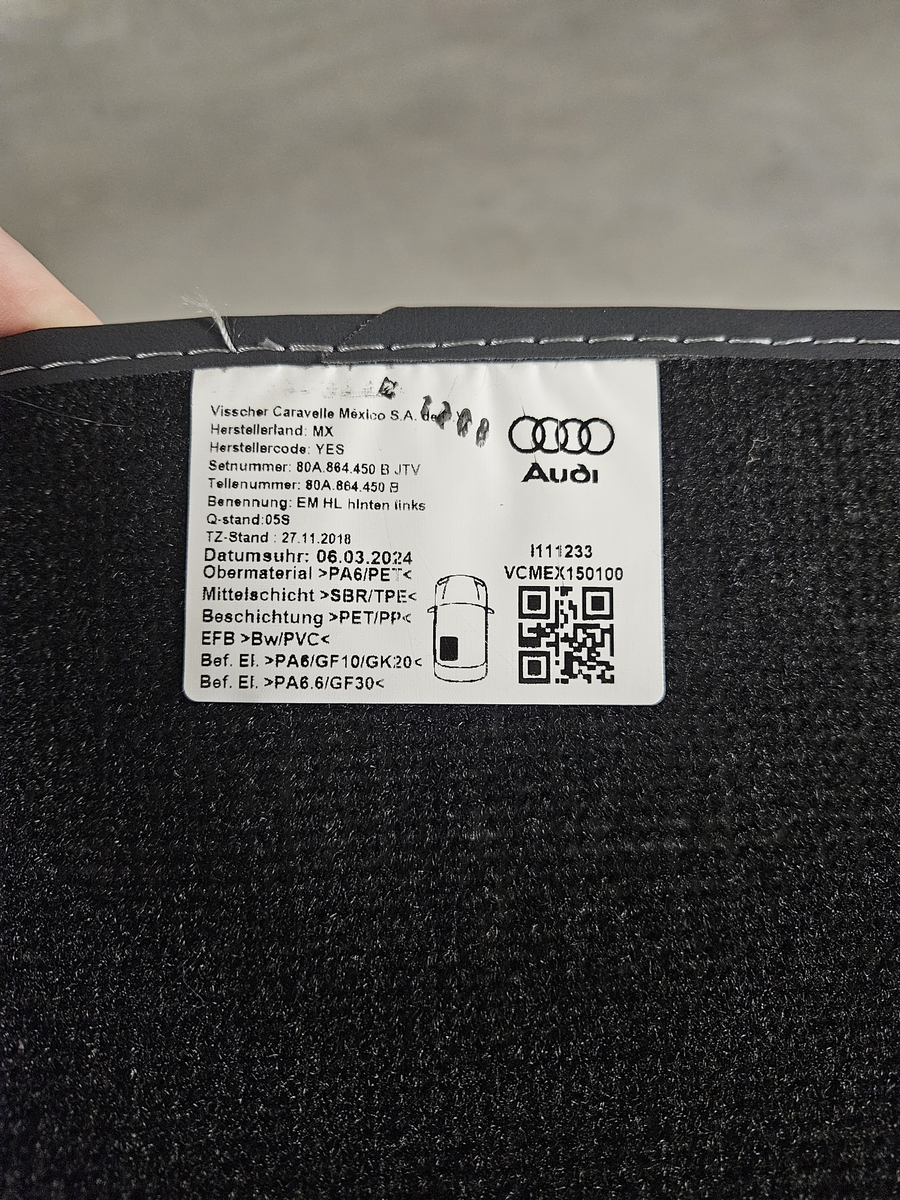 Visscher Caravelle México S.A. de
Herstellerland: MX
Herstellercode: YES
Setnummer: 80A.864.450 B JTV
Teilenummer: 80A.864.450 B
Benennung: EM HL hinten links
Q-stand:05S
TZ-Stand : 27.11.2018
Datumsuhr: 06.03.2024
Obermaterial >PA6/PET<
Mittelschicht >SBR/TPE<
Beschichtung >PET/PP<
EFB >Bw/PVC<
Bef. El. >PA6/GF10/GK20<
Bef. El. >PA6.6/GF30<
Audi
I111233
VCMEX150100